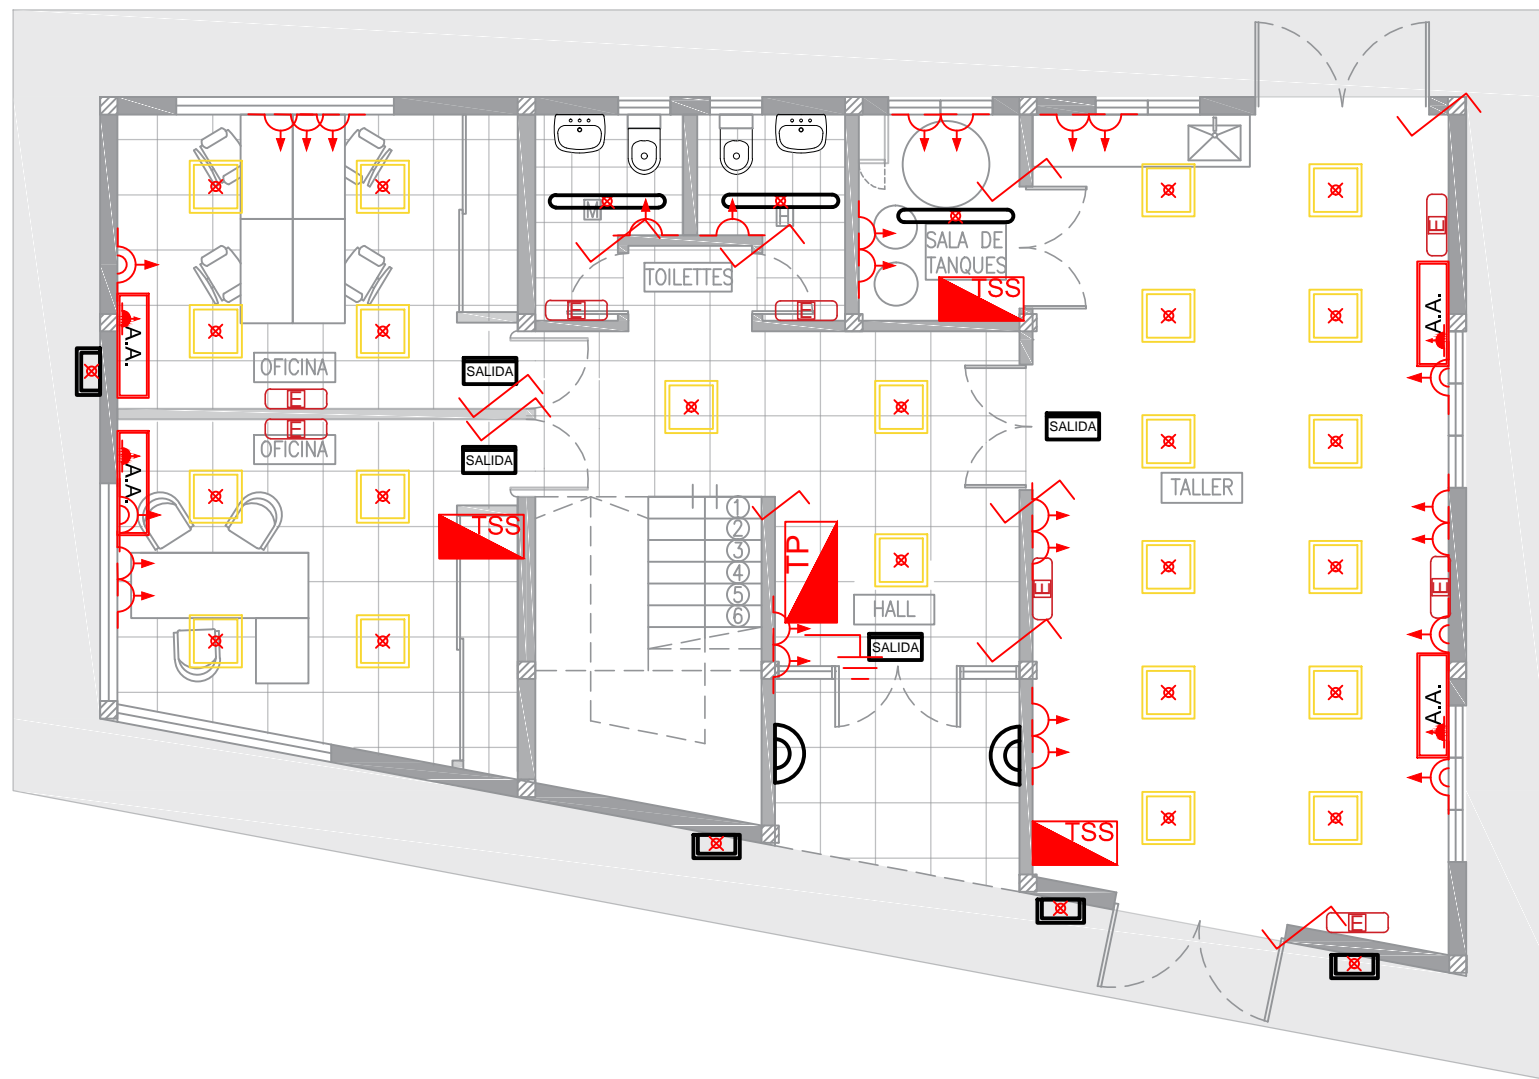 M
H
E
SALA DE
TANQUES
TOILETTES
TSS
E
E
A.A.
A.A.
OFICINA
SALIDA
E
E
OFICINA
SALIDA
SALIDA
A.A.
TALLER
TSS
1
2
3
4
5
6
TP
E
E
HALL
SALIDA
A.A.
TSS
E